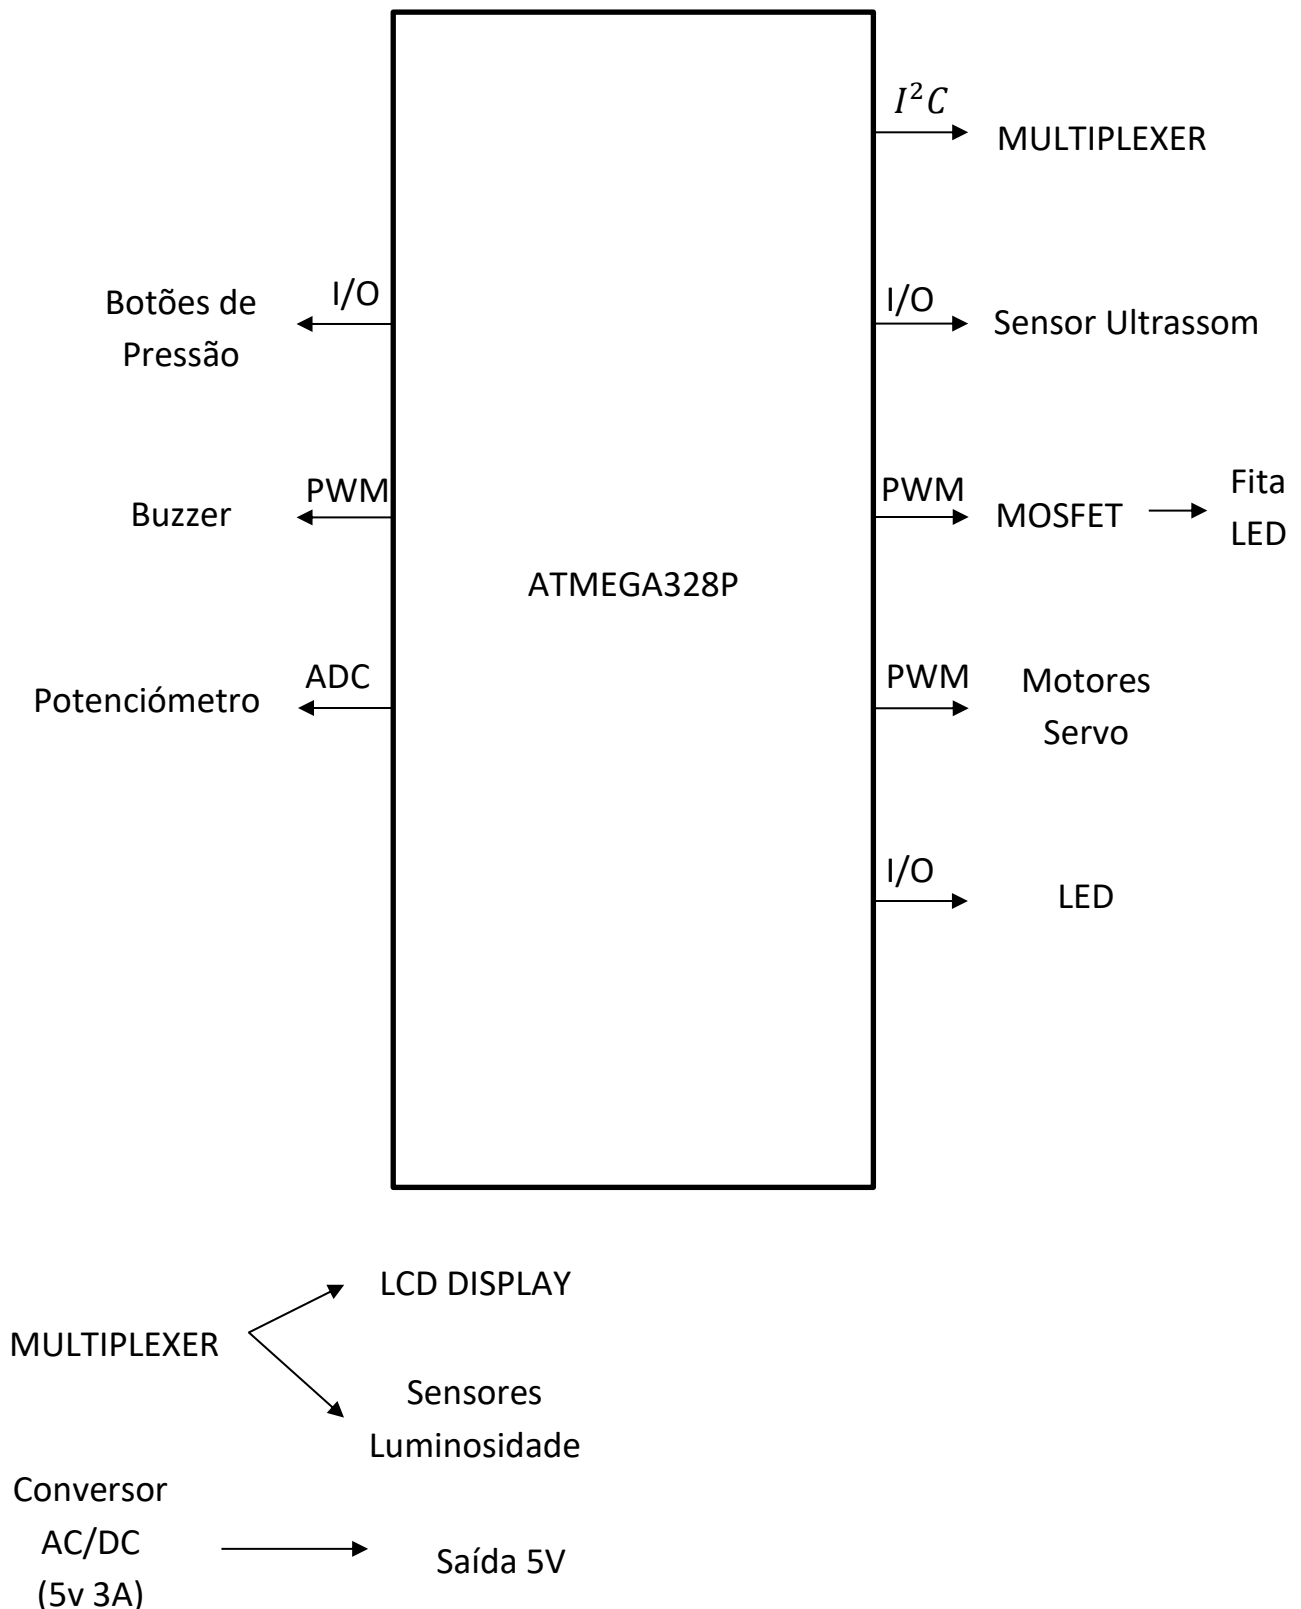 I²C
MULTIPLEXER
I/O
Botões de
Pressão
I/O
Sensor Ultrassom
PWM
Buzzer
PWM
MOSFET
Fita
LED
ATMEGA328P
ADC
Potenciómetro
PWM
Motores
Servo
I/O
LED
MULTIPLEXER
LCD DISPLAY
Sensores
Luminosidade
Conversor
AC/DC
(5v 3A)
Saída 5V